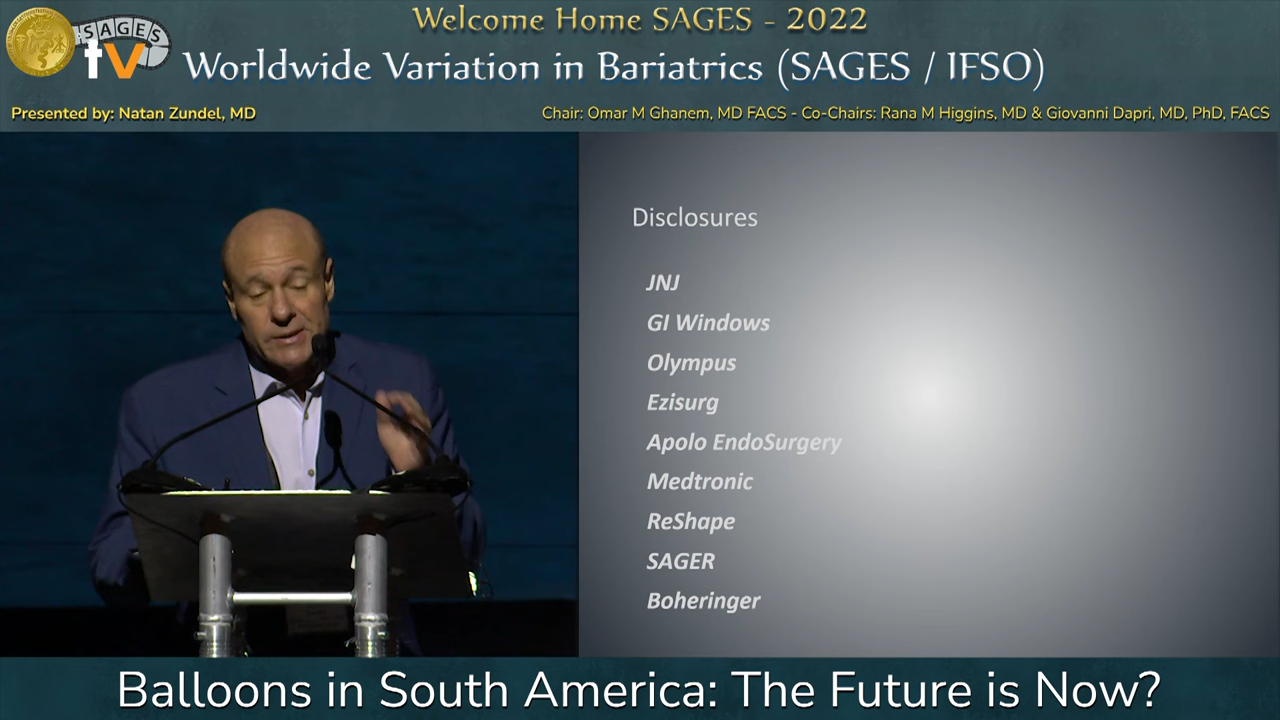 SAGES
tv
Welcome Home SAGES - 2022
Worldwide Variation in Bariatrics (SAGES / IFSO)
Presented by: Natan Zundel, MD
Chair: Omar M Ghanem, MD FACS - Co-Chairs: Rana M Higgins, MD & Giovanni Dapri, MD, PhD, FACS
Disclosures
JNJ
GI Windows
Olympus
Ezisurg
Apolo EndoSurgery
Medtronic
ReShape
SAGER
Boheringer
Balloons in South America: The Future is Now?